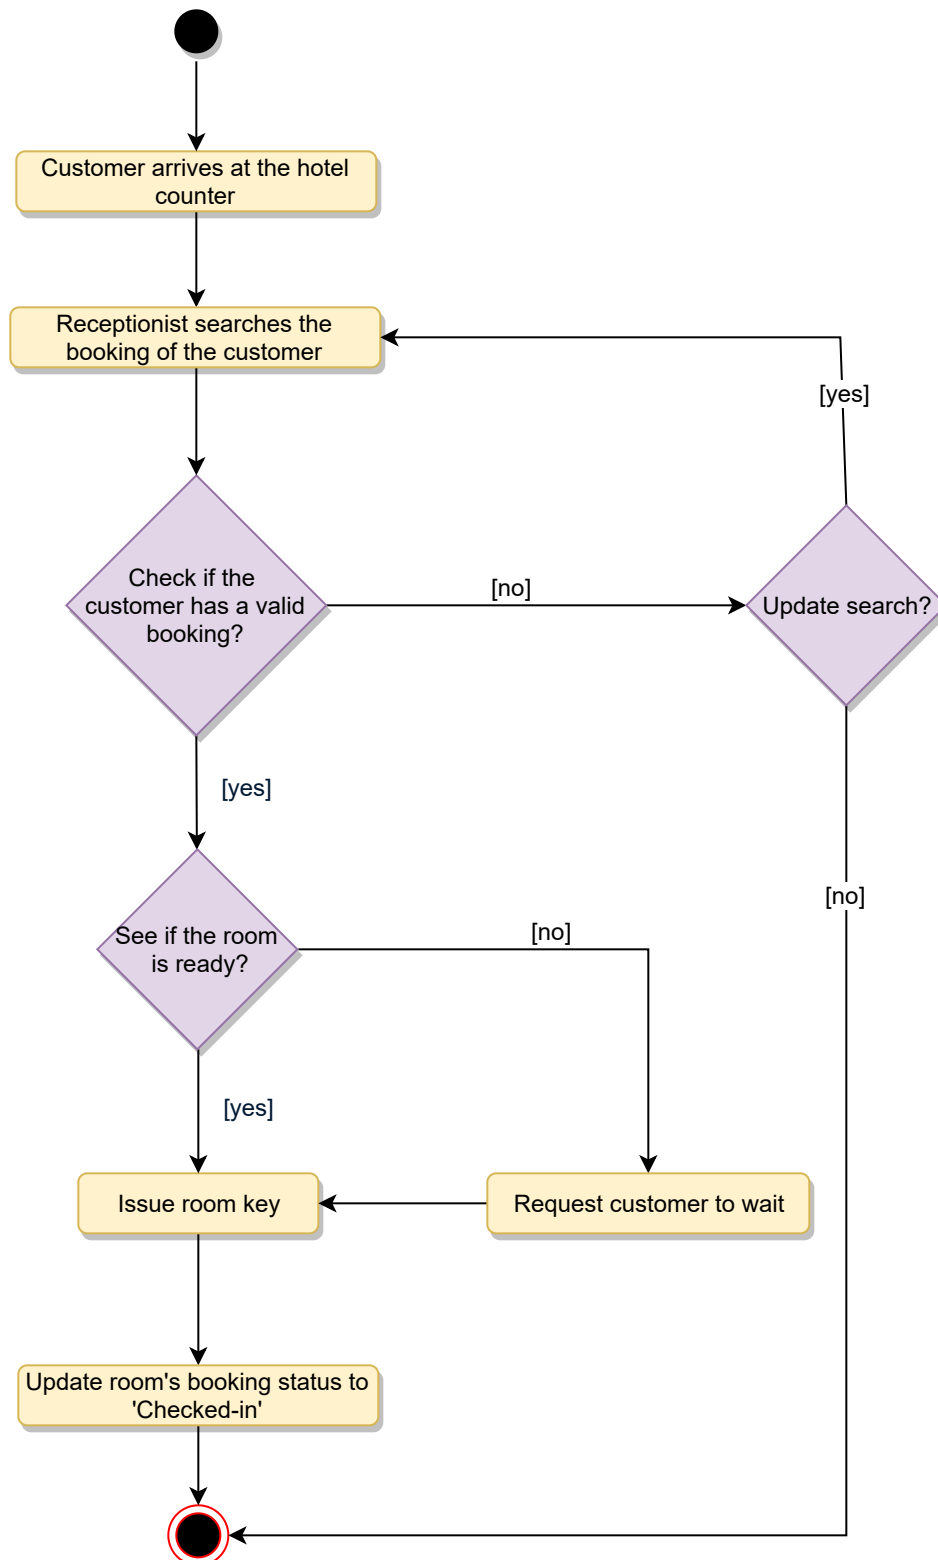 Customer arrives at the hotel
counter
Receptionist searches the
booking of the customer
[yes]
Check if the
customer has a valid
booking?
[no]
Update search?
[yes]
[no]
See if the room
is ready?
[no]
[yes]
Issue room key
Request customer to wait
Update room's booking status to
'Checked-in'